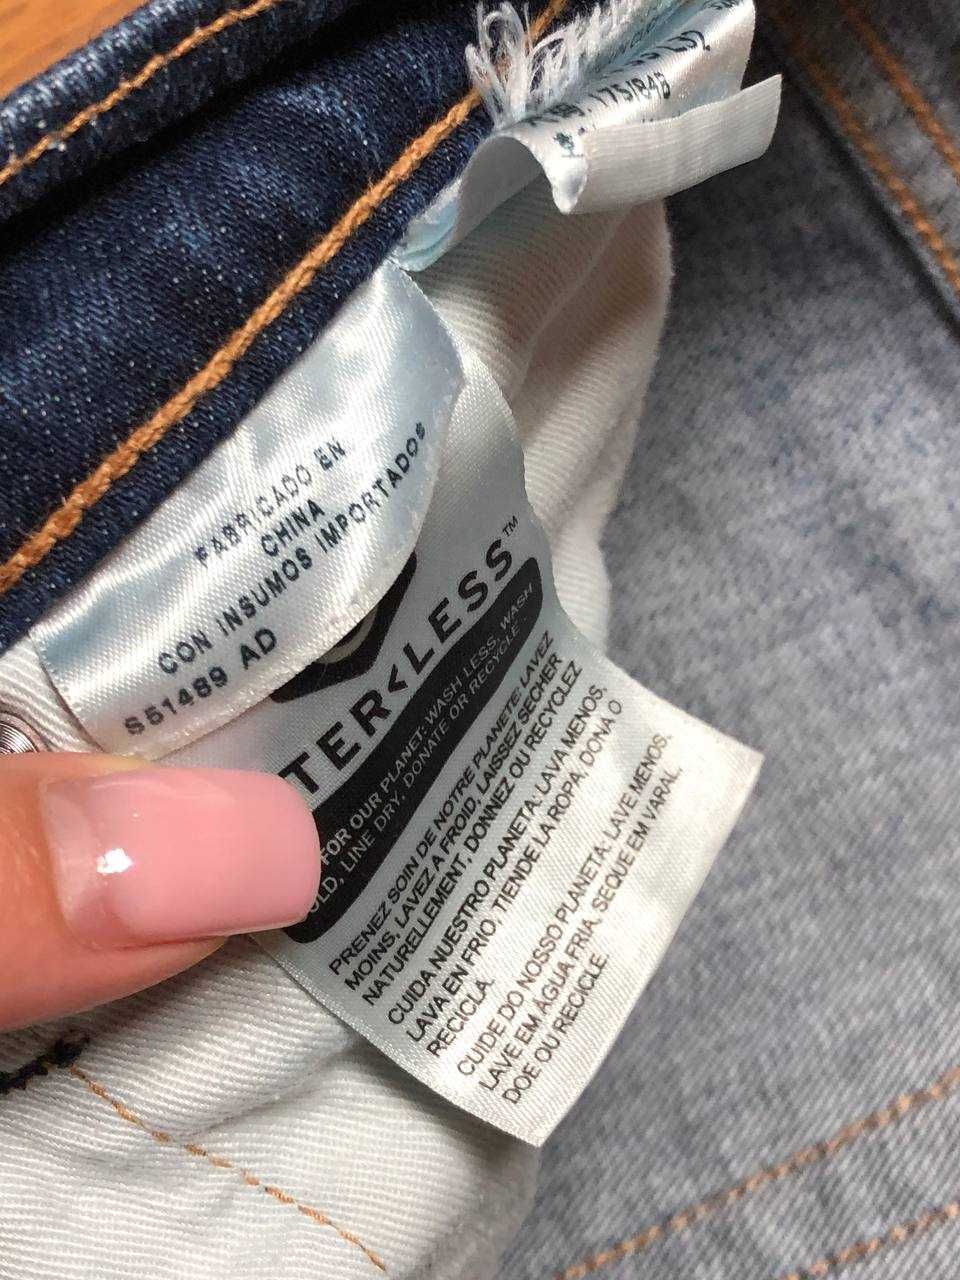 175/84B
FABRICADO EN
CHINA
CON INSUMOS IMPORTADOS
S51489 AD
TER<LESS™
FOR OUR PLANET: WASH LESS, WASH
OLD, LINE DRY, DONATE OR RECYCLE.
PRENEZ SOIN DE NOTRE PLANETE: LAVEZ
MOINS, LAVEZ A FROID, LAISSEZ SECHER
NATURELLEMENT, DONNEZ OU RECYCLEZ
CUIDA NUESTRO PLANETA: LAVA MENOS,
LAVA EN FRIO, TIENDE LA ROPA, DONA O
RECICLA.
CUIDE DO NOSSO PLANETA: LAVE MENOS.
LAVE EM ÁGUA FRIA. SEQUE EM VARAL.
DOE OU RECICLE.